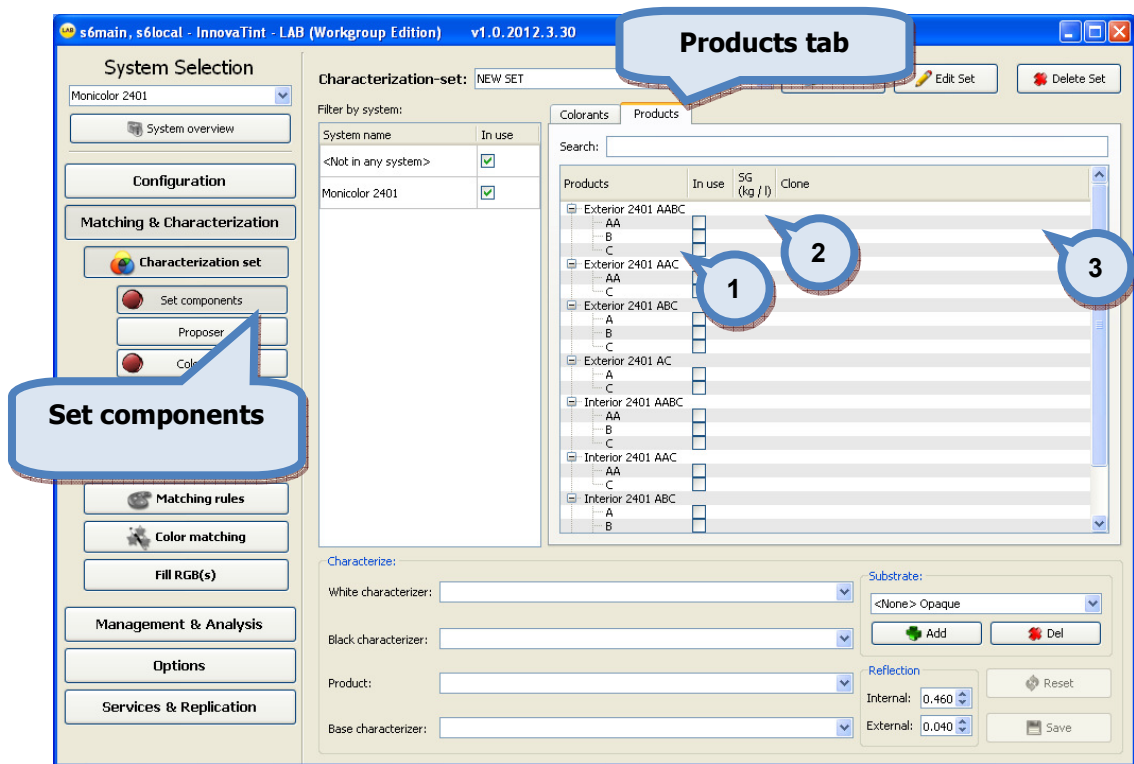 s6main, s6local - InnovaTint - LAB (Workgroup Edition) v1.0.2012.3.30
Products tab
System Selection
Monicolor 2401
System overview
Configuration
Matching & Characterization
Characterization set
Set components
Proposer
Set components
Matching rules
Color matching
Fill RGB(s)
Management & Analysis
Options
Services & Replication
Characterization-set: NEW SET
Edit Set
Delete Set
Filter by system:
System name In use
<Not in any system>
Monicolor 2401
Colorants Products
Search:
Products In use SG (kg / l) Clone
Exterior 2401 AABC
AA
B
C
Exterior 2401 AAC
AA
C
Exterior 2401 ABC
A
B
C
Exterior 2401 AC
A
C
Interior 2401 AABC
AA
B
C
Interior 2401 AAC
AA
C
Interior 2401 ABC
A
B
1
2
3
Characterize:
White characterizer:
Black characterizer:
Product:
Base characterizer:
Substrate:
<None> Opaque
Add Del
Reflection
Internal: 0.460
External: 0.040
Reset
Save